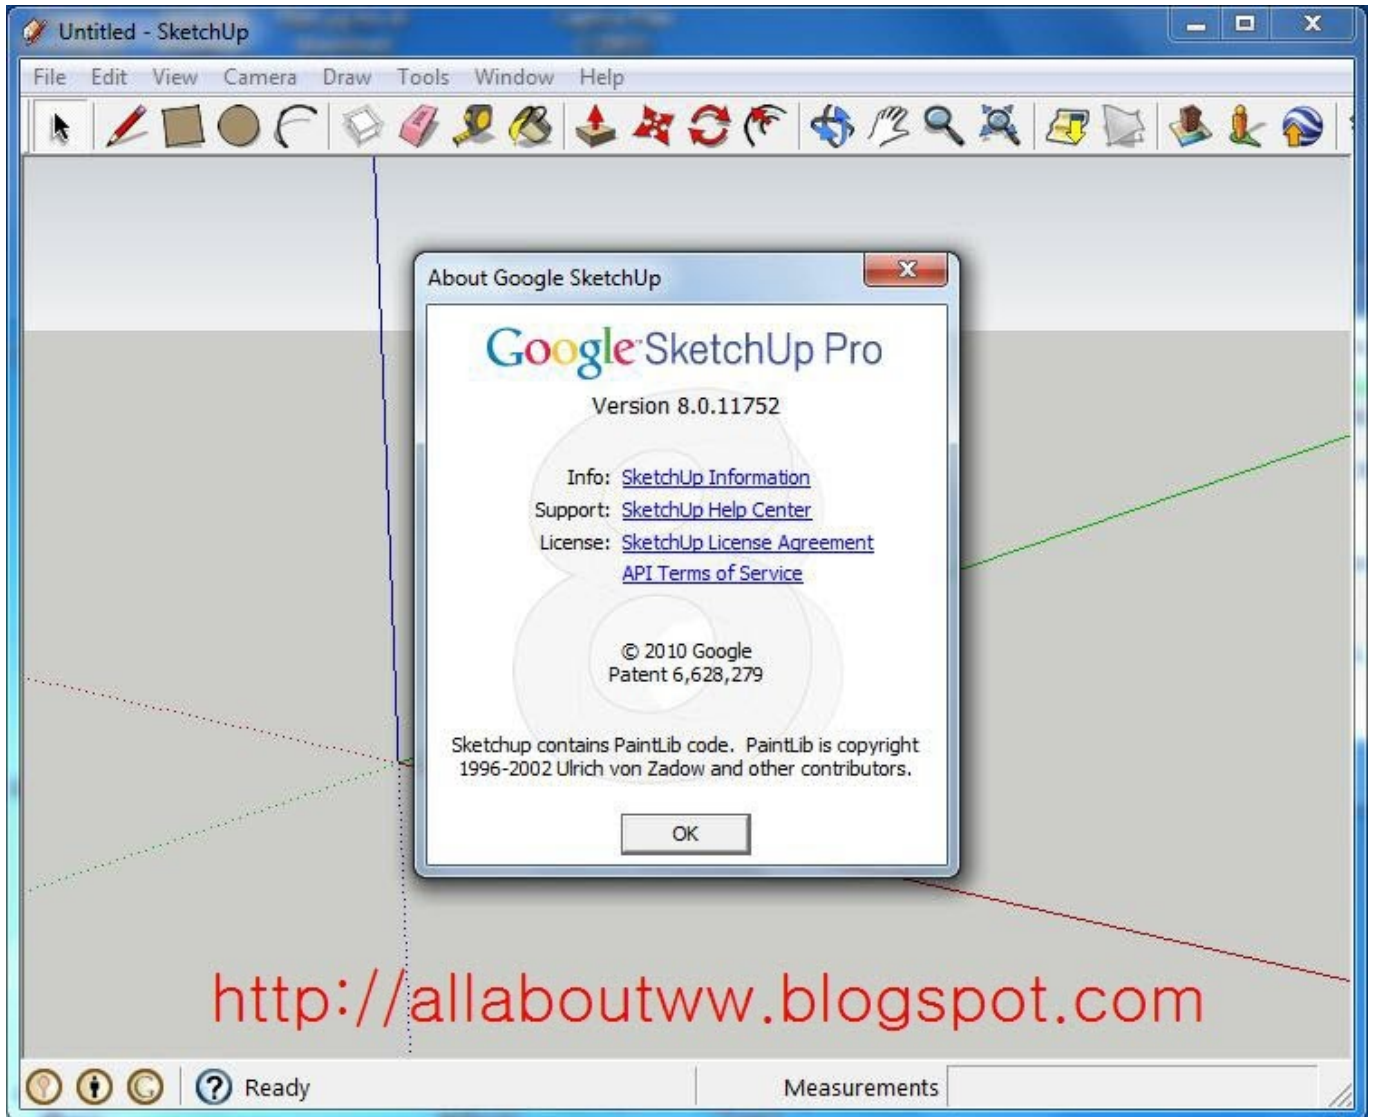 Untitled - SketchUp
File Edit View Camera Draw Tools Window Help
About Google SketchUp
Google™ SketchUp Pro
Version 8.0.11752
Info: SketchUp Information
Support: SketchUp Help Center
License: SketchUp License Agreement
API Terms of Service
© 2010 Google
Patent 6,628,279
Sketchup contains PaintLib code. PaintLib is copyright
1996-2002 Ulrich von Zadow and other contributors.
OK
http://allaboutww.blogspot.com
Ready Measurements